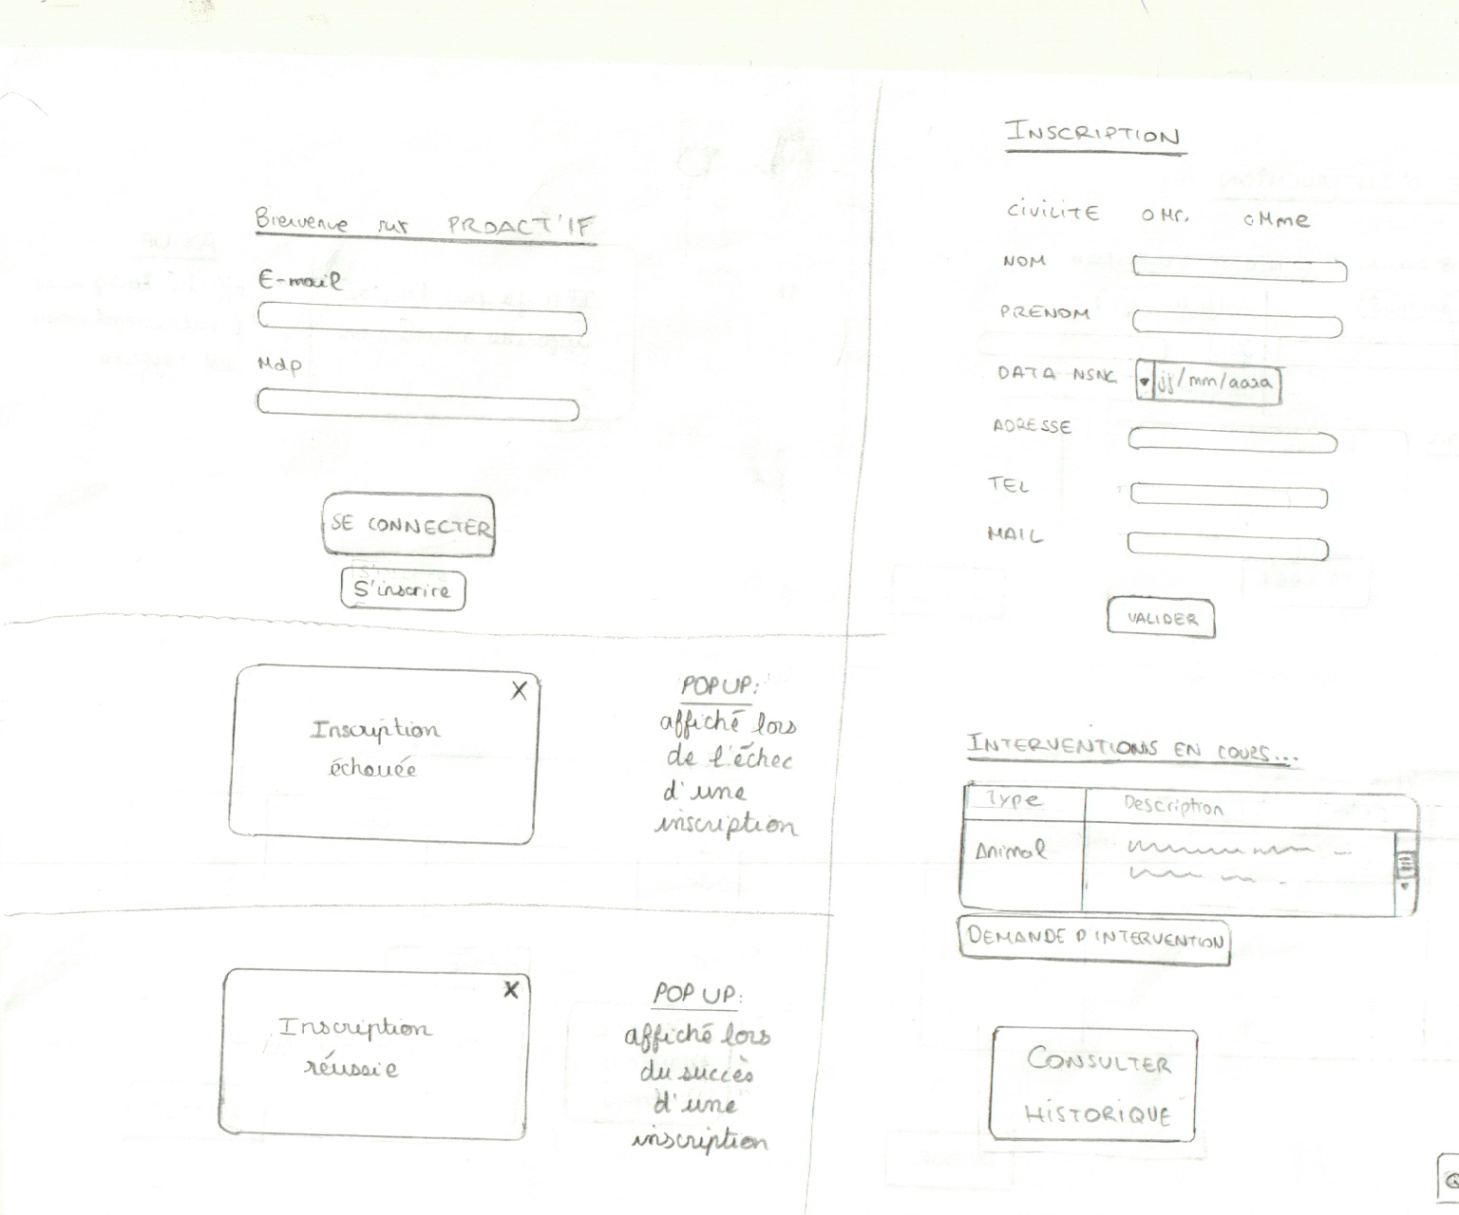 Bienvenue sur PROACT'IF
E-mail
Mdp
SE CONNECTER
S'inscrire
X
Inscription
échouée
POP UP:
affiché lors
de l'échec
d'une
inscription
X
Inscription
réussie
POP UP:
affiché lors
du succès
d'une
inscription
INSCRIPTION
CIVILITE o Mr. o Mme
NOM
PRENOM
DATA NSNC jj/mm/aaaa
ADRESSE
TEL
MAIL
VALIDER
INTERVENTIONS EN COURS...
Type Description
Animal
DEMANDE D'INTERVENTION
CONSULTER
HISTORIQUE